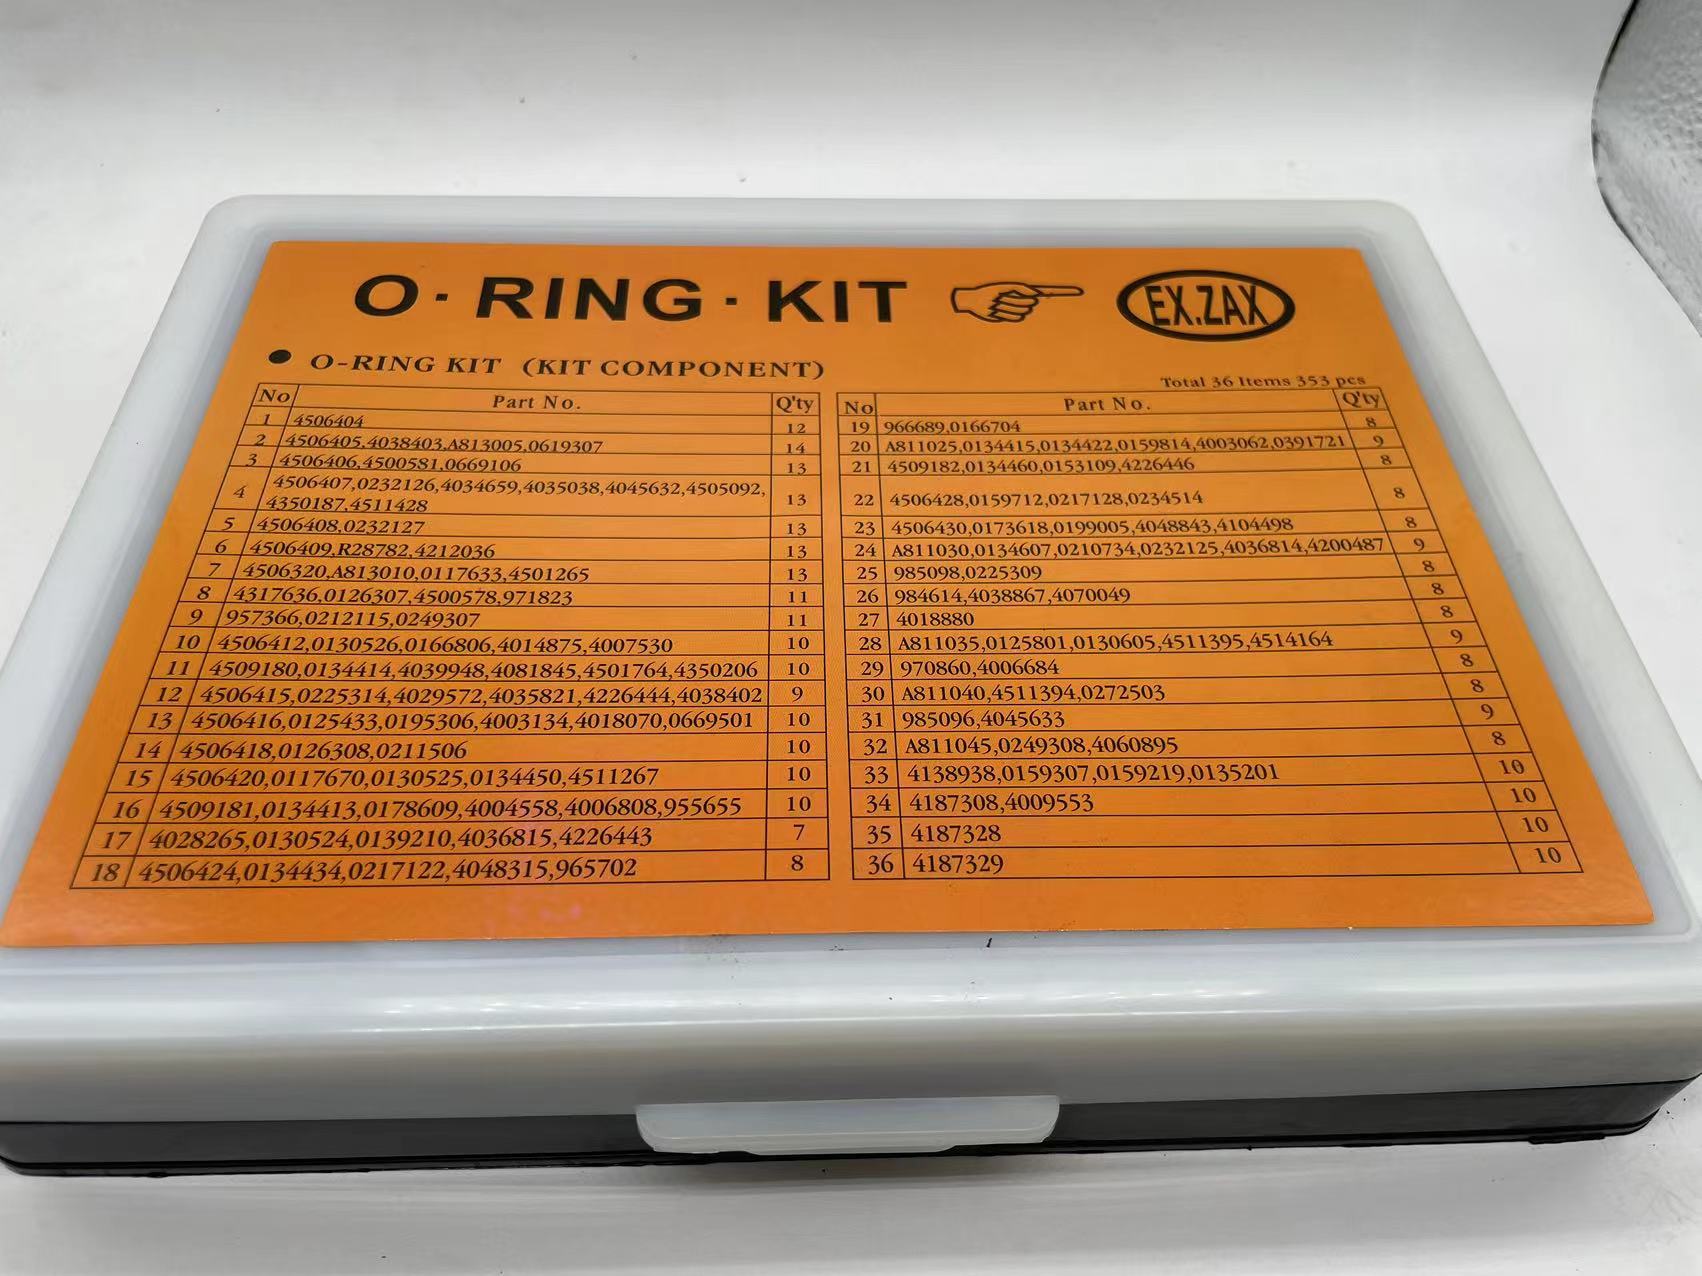 O·RING·KIT EX.ZAX
● O-RING KIT (KIT COMPONENT)
Total 36 Items 353 pcs
No Part No. Q'ty
1 4506404 12
2 4506405,4038403,A813005,0619307 14
3 4506406,4500581,0669106 13
4 4506407,0232126,4034659,4035038,4045632,4505092,
4350187,4511428 13
5 4506408,0232127 13
6 4506409,R28782,4212036 13
7 4506320,A813010,0117633,4501265 13
8 4317636,0126307,4500578,971823 11
9 957366,0212115,0249307 11
10 4506412,0130526,0166806,4014875,4007530 10
11 4509180,0134414,4039948,4081845,4501764,4350206 10
12 4506415,0225314,4029572,4035821,4226444,4038402 9
13 4506416,0125433,0195306,4003134,4018070,0669501 10
14 4506418,0126308,0211506 10
15 4506420,0117670,0130525,0134450,4511267 10
16 4509181,0134413,0178609,4004558,4006808,955655 10
17 4028265,0130524,0139210,4036815,4226443 7
18 4506424,0134434,0217122,4048315,965702 8
No Part No. Q'ty
19 966689,0166704 8
20 A811025,0134415,0134422,0159814,4003062,0391721 9
21 4509182,0134460,0153109,4226446 8
22 4506428,0159712,0217128,0234514 8
23 4506430,0173618,0199005,4048843,4104498 8
24 A811030,0134607,0210734,0232125,4036814,4200487 9
25 985098,0225309 8
26 984614,4038867,4070049 8
27 4018880 8
28 A811035,0125801,0130605,4511395,4514164 9
29 970860,4006684 8
30 A811040,4511394,0272503 8
31 985096,4045633 9
32 A811045,0249308,4060895 8
33 4138938,0159307,0159219,0135201 10
34 4187308,4009553 10
35 4187328 10
36 4187329 10